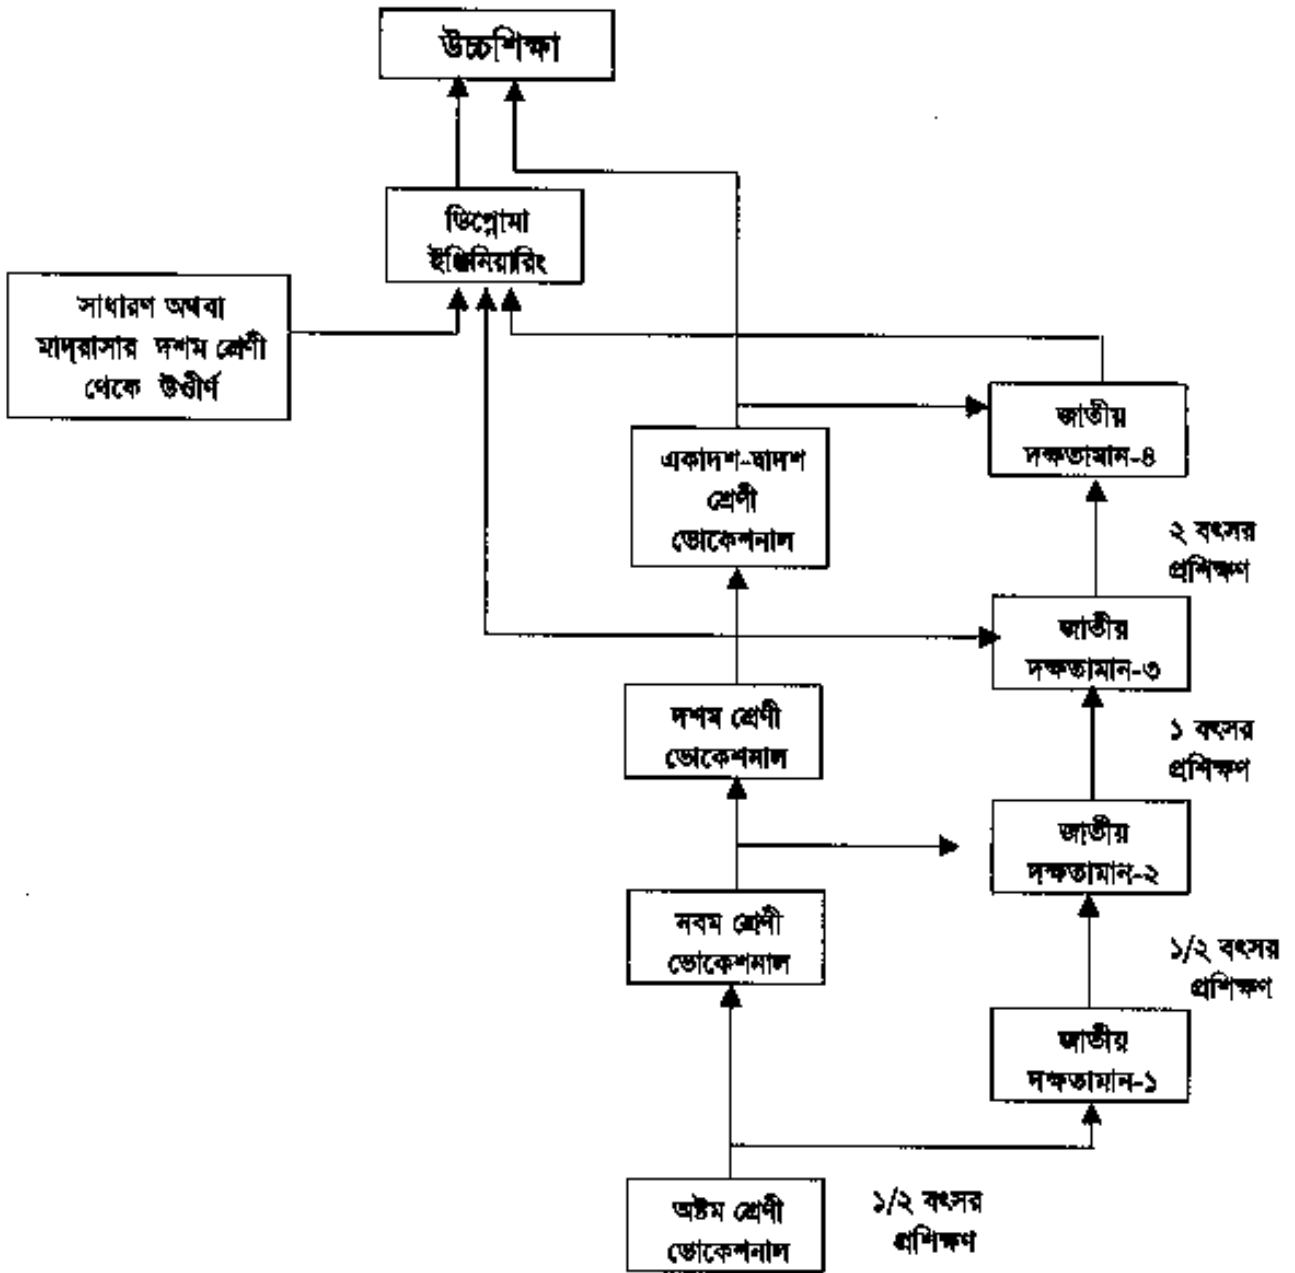 উচ্চশিক্ষা
ডিপ্লোমা
ইঞ্জিনিয়ারিং
সাধারণ অথবা
মাদ্‌রাসার দশম শ্রেণী
থেকে উত্তীর্ণ
জাতীয়
দক্ষতামান-৪
একাদশ-দ্বাদশ
শ্রেণী
ভোকেশনাল
২ বৎসর
প্রশিক্ষণ
জাতীয়
দক্ষতামান-৩
দশম শ্রেণী
ভোকেশনাল
১ বৎসর
প্রশিক্ষণ
জাতীয়
দক্ষতামান-২
নবম শ্রেণী
ভোকেশনাল
১/২ বৎসর
প্রশিক্ষণ
জাতীয়
দক্ষতামান-১
অষ্টম শ্রেণী
ভোকেশনাল
১/২ বৎসর
প্রশিক্ষণ